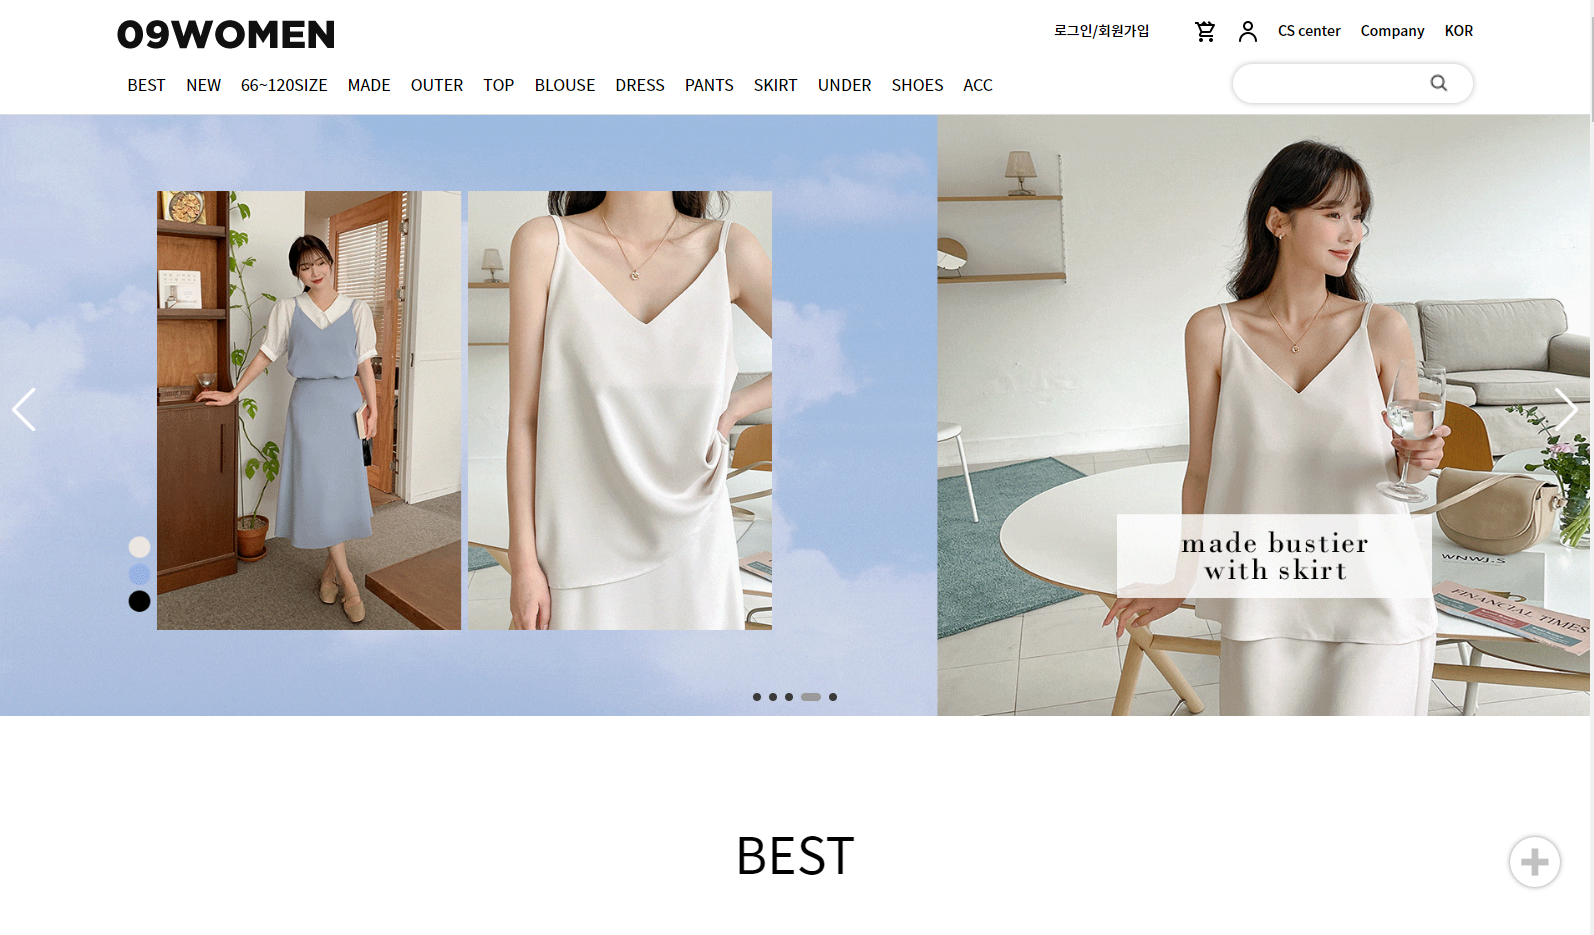 09WOMEN
로그인/회원가입
CS center
Company
KOR
BEST NEW 66~120SIZE MADE OUTER TOP BLOUSE DRESS PANTS SKIRT UNDER SHOES ACC
made bustier
with skirt
WNWJ.S
FINANCIAL TIMES
BEST